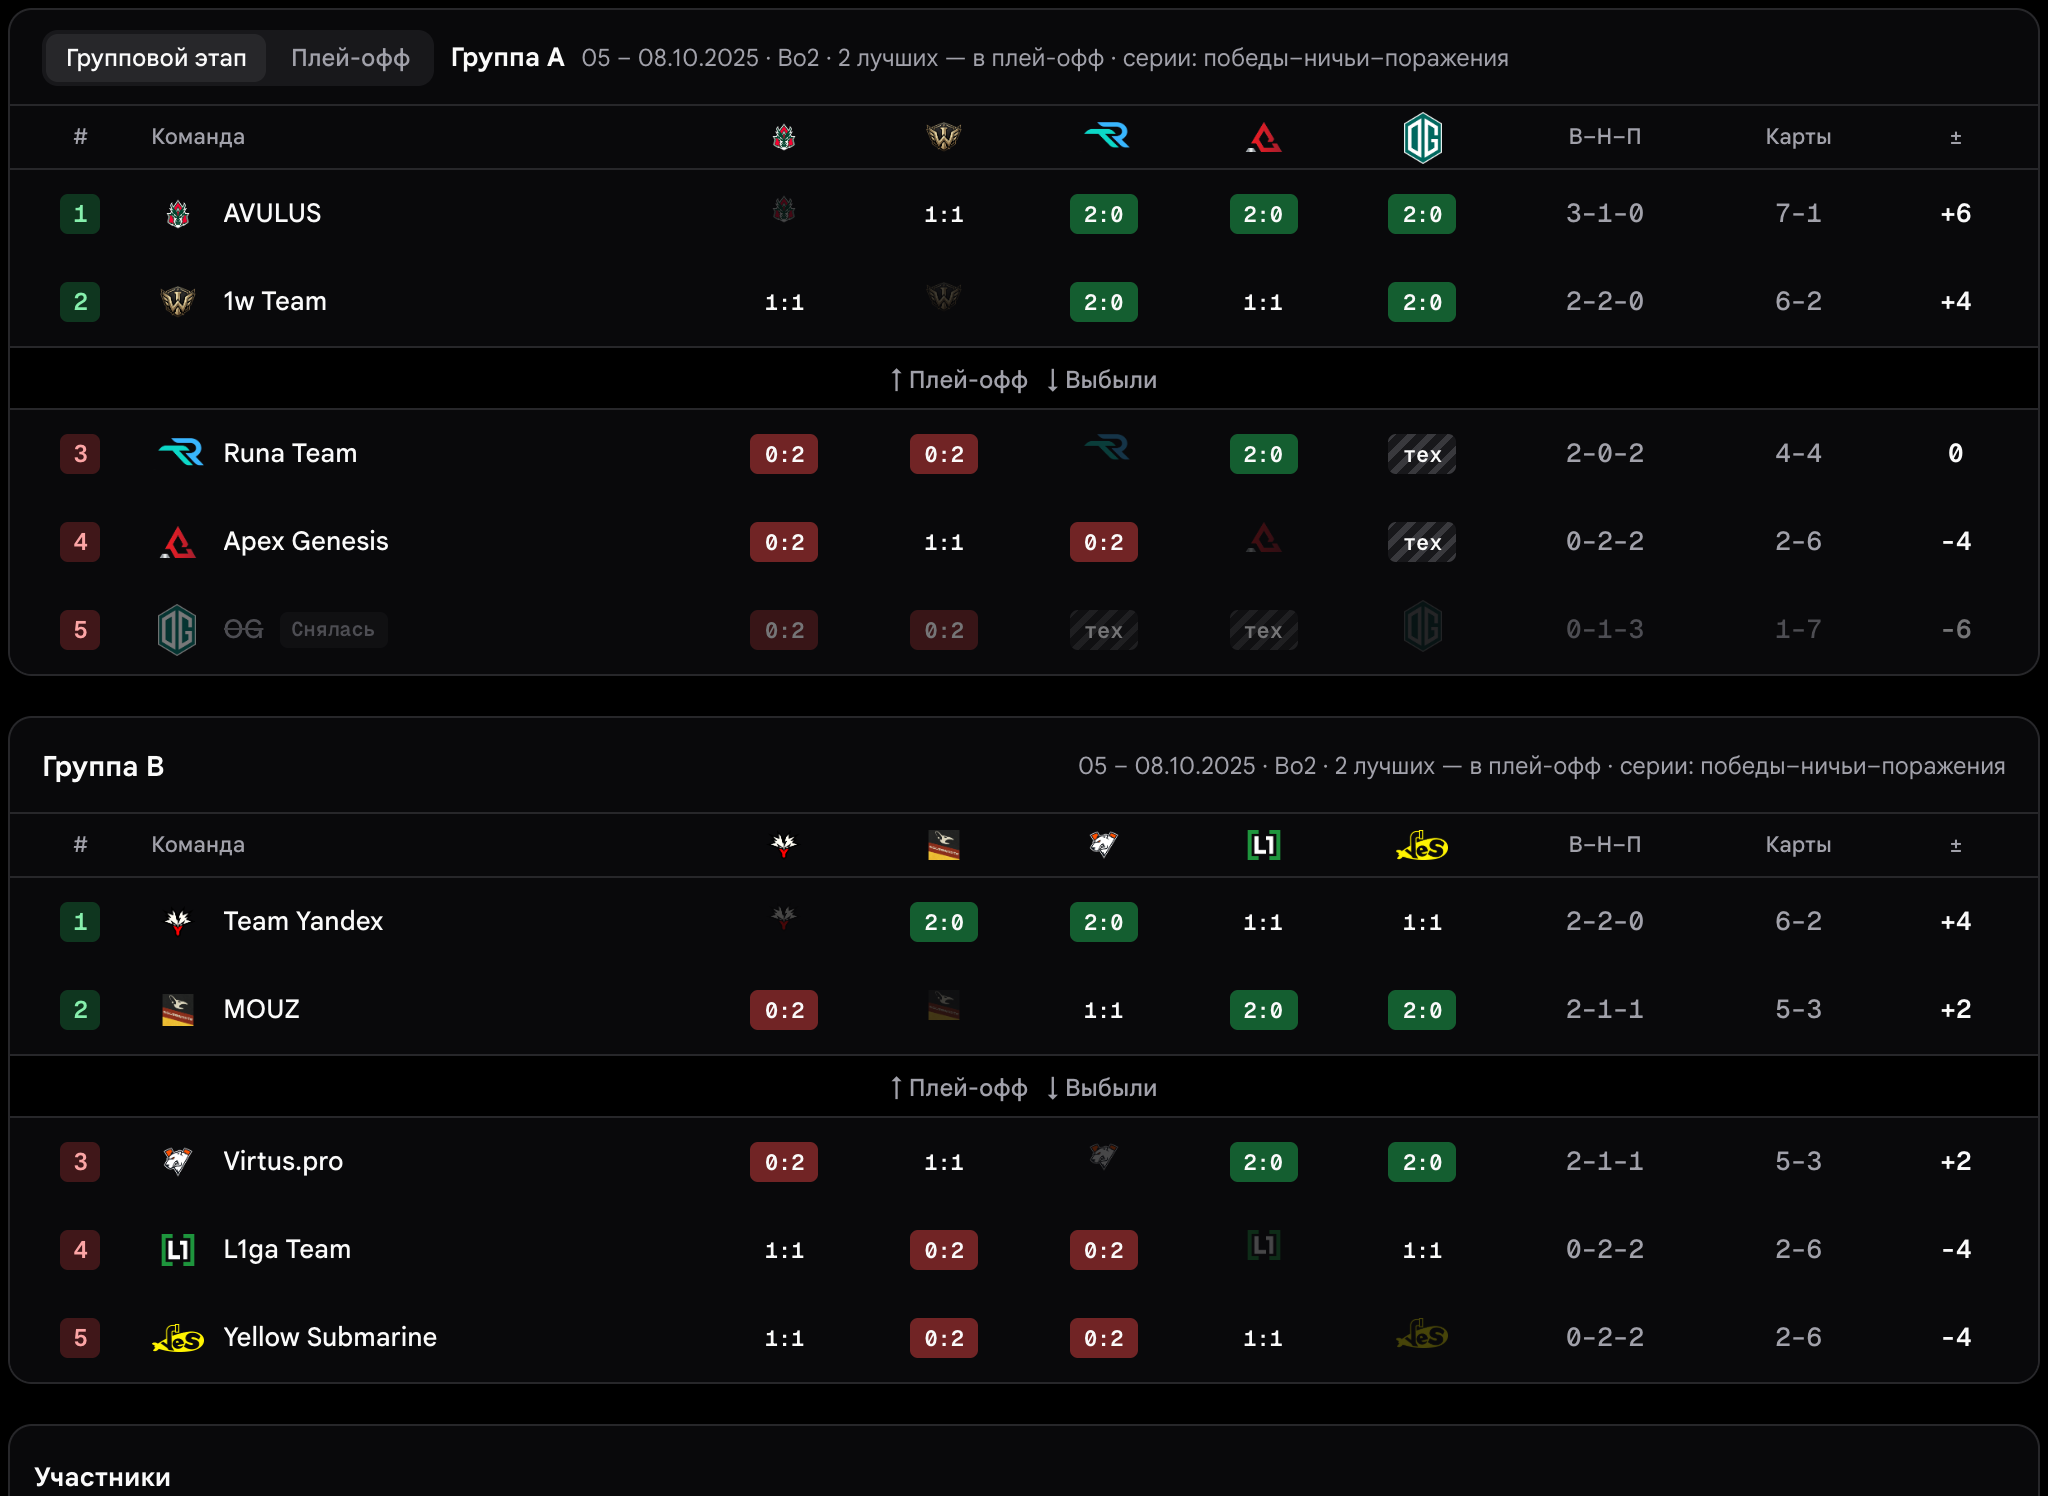 Групповой этап Плей-офф Группа A 05 – 08.10.2025 · Bo2 · 2 лучших — в плей-офф · серии: победы–ничьи–поражения
# Команда OG В–Н–П Карты ±
1 AVULUS 1:1 2:0 2:0 2:0 3-1-0 7-1 +6
2 1w Team 1:1 2:0 1:1 2:0 2-2-0 6-2 +4
↑ Плей-офф ↓ Выбыли
3 Runa Team 0:2 0:2 2:0 тех 2-0-2 4-4 0
4 Apex Genesis 0:2 1:1 0:2 тех 0-2-2 2-6 -4
5 OG OG Снялась 0:2 0:2 тех тех OG 0-1-3 1-7 -6
Группа B 05 – 08.10.2025 · Bo2 · 2 лучших — в плей-офф · серии: победы–ничьи–поражения
# Команда L1 В–Н–П Карты ±
1 Team Yandex 2:0 2:0 1:1 1:1 2-2-0 6-2 +4
2 MOUZ 0:2 1:1 2:0 2:0 2-1-1 5-3 +2
↑ Плей-офф ↓ Выбыли
3 Virtus.pro 0:2 1:1 2:0 2:0 2-1-1 5-3 +2
4 L1 L1ga Team 1:1 0:2 0:2 L1 1:1 0-2-2 2-6 -4
5 Yellow Submarine 1:1 0:2 0:2 1:1 0-2-2 2-6 -4
Участники